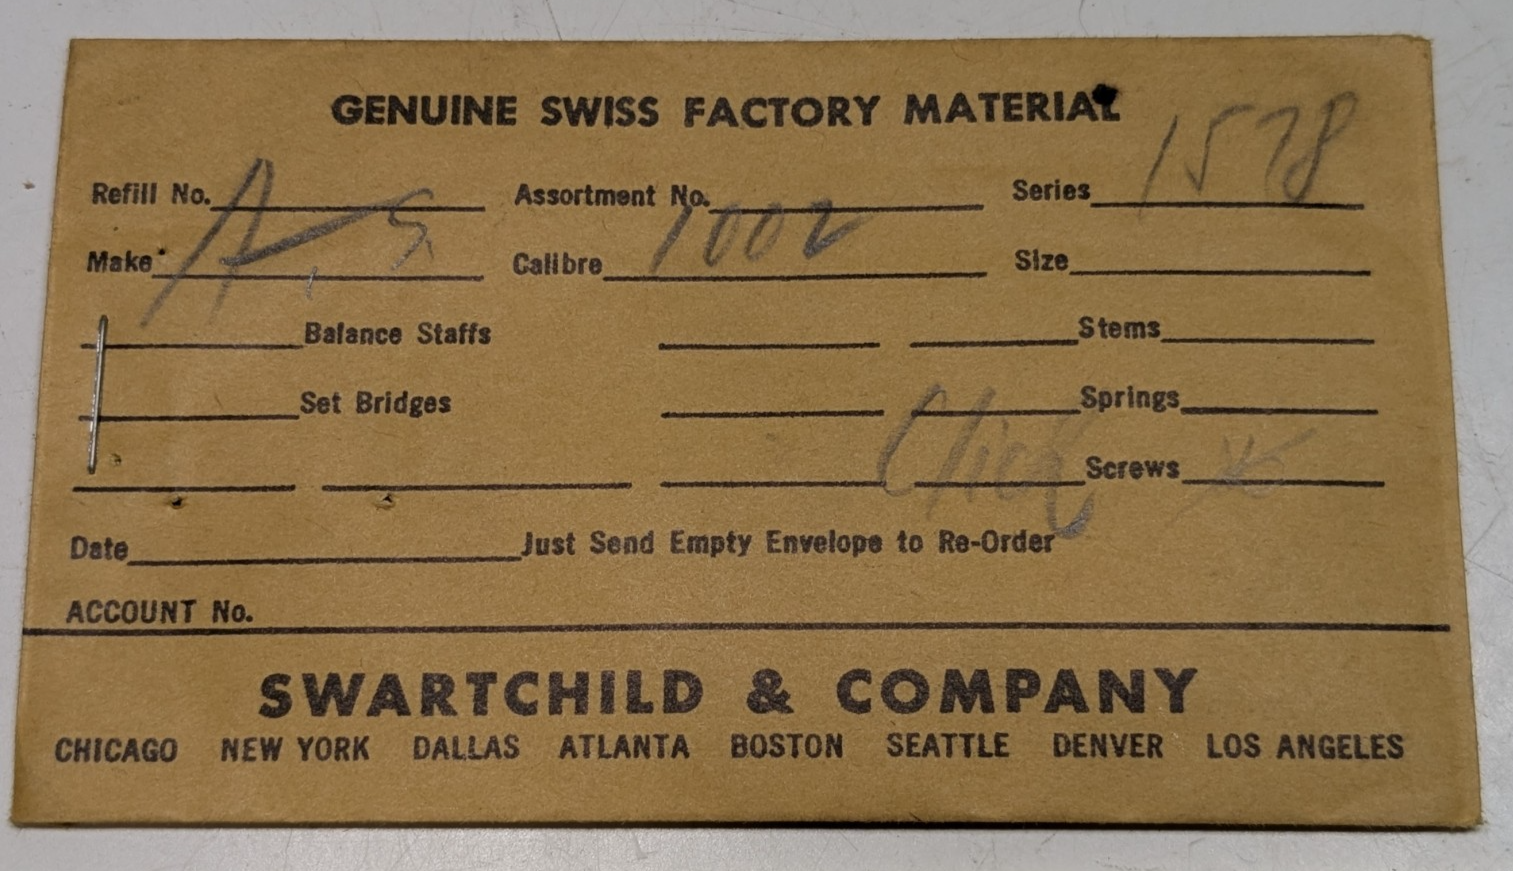 GENUINE SWISS FACTORY MATERIAL
Refill No. Assortment No. Series 1578
Make A.S. Calibre 1002 Size
Balance Staffs Stems
Set Bridges Springs
Click Screws
Date Just Send Empty Envelope to Re-Order
ACCOUNT No.
SWARTCHILD & COMPANY
CHICAGO NEW YORK DALLAS ATLANTA BOSTON SEATTLE DENVER LOS ANGELES